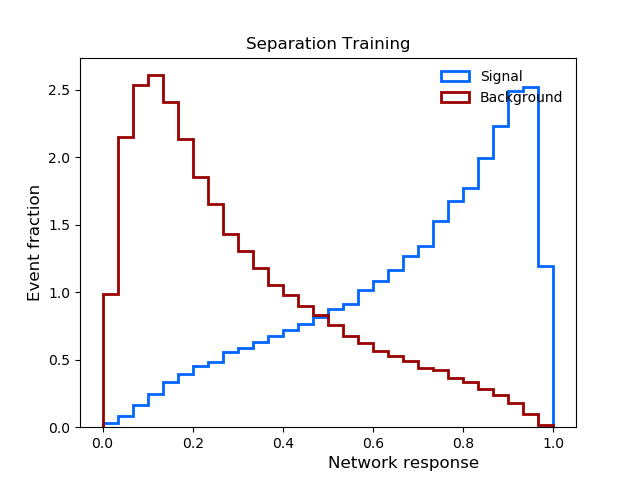 Separation Training
Signal
Background
Event fraction
2.5
2.0
1.5
1.0
0.5
0.0
0.0 0.2 0.4 0.6 0.8 1.0
Network response